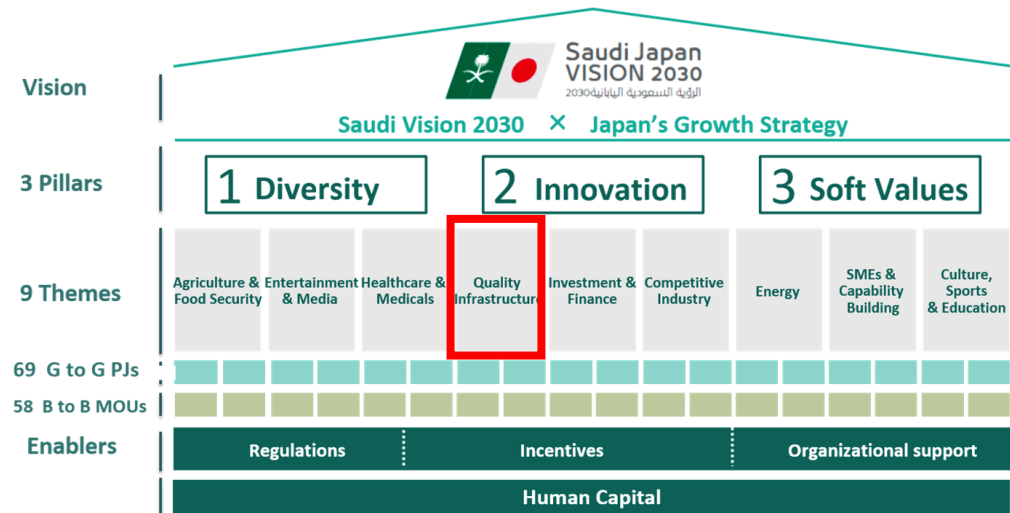 Saudi Japan
VISION 2030
الرؤية السعودية اليابانية2030
Vision
Saudi Vision 2030 × Japan's Growth Strategy
3 Pillars
1 Diversity
2 Innovation
3 Soft Values
9 Themes
Agriculture &
Food Security
Entertainment
& Media
Healthcare &
Medicals
Quality
Infrastructure
Investment &
Finance
Competitive
Industry
Energy
SMEs &
Capability
Building
Culture,
Sports
& Education
69 G to G PJs
58 B to B MOUs
Enablers
Regulations
Incentives
Organizational support
Human Capital